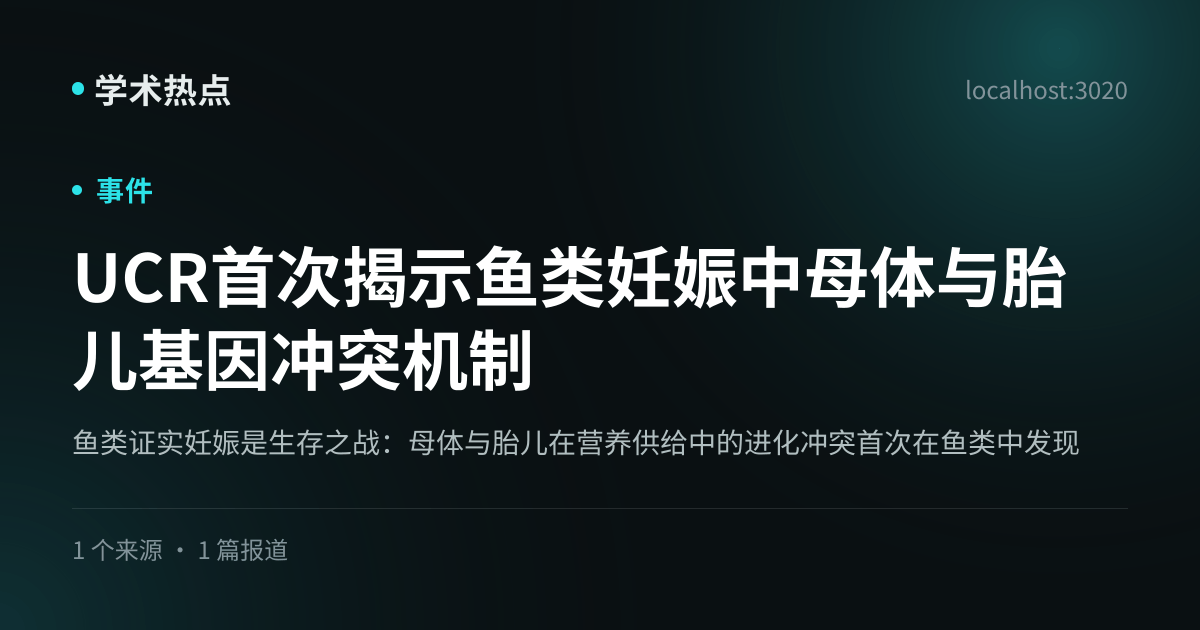 学术热点
localhost:3020
事件
UCR首次揭示鱼类妊娠中母体与胎
儿基因冲突机制
鱼类证实妊娠是生存之战：母体与胎儿在营养供给中的进化冲突首次在鱼类中发现
1 个来源 · 1 篇报道